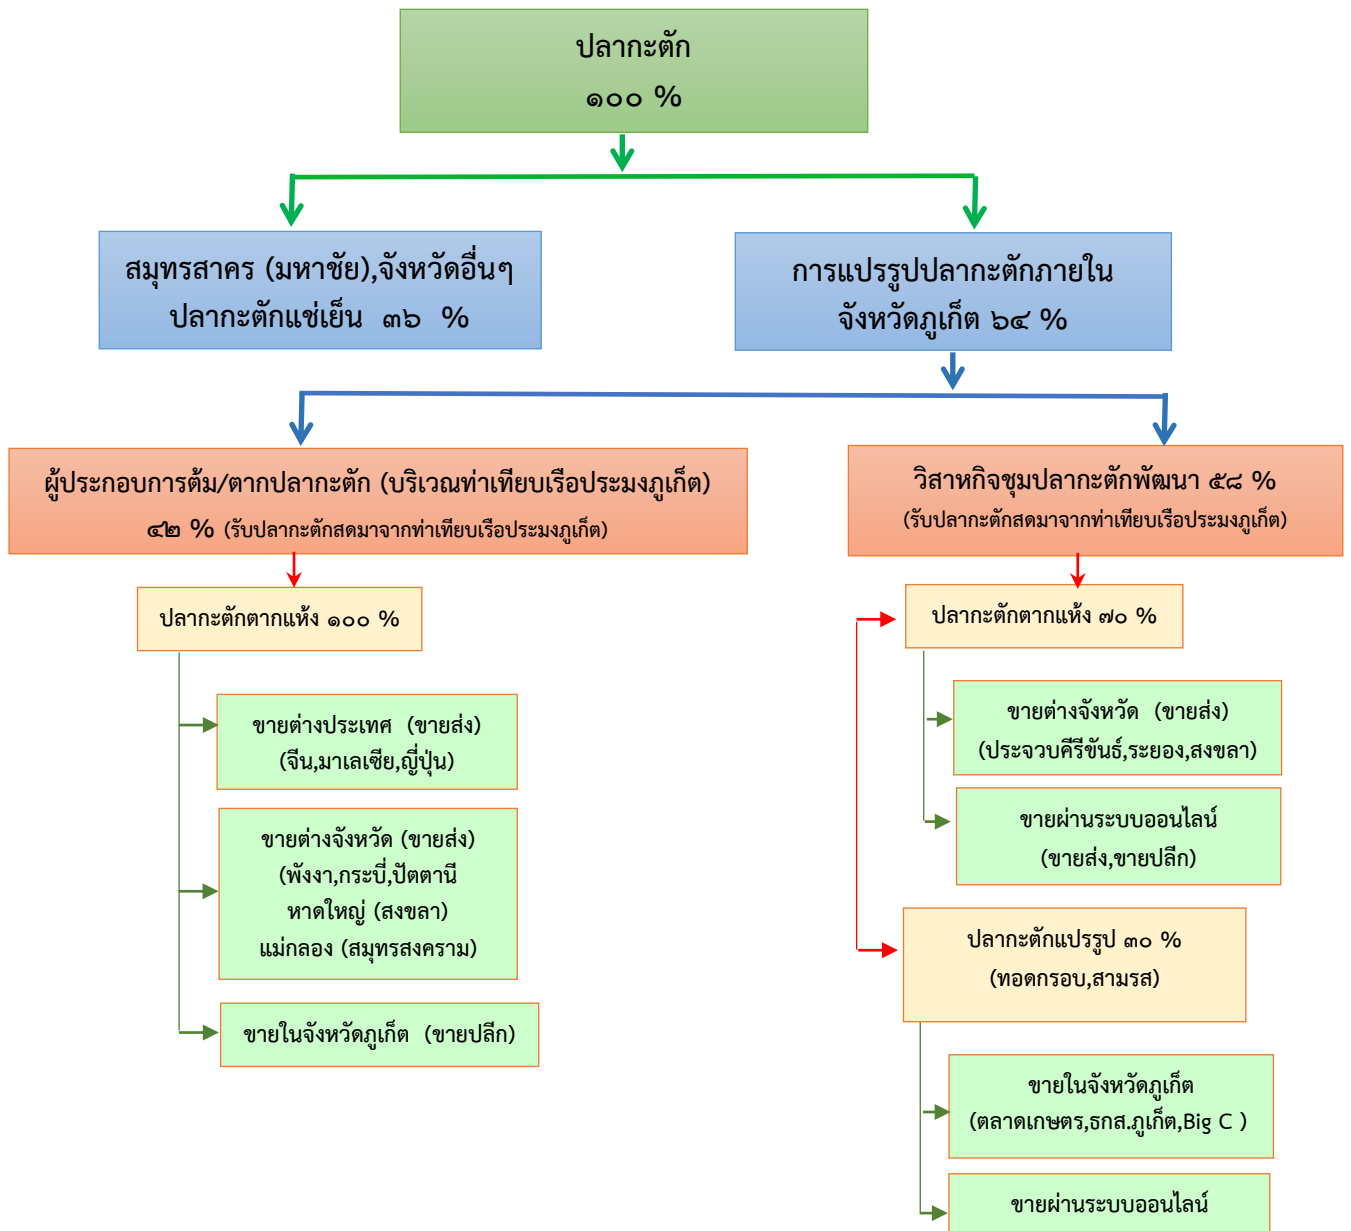 ปลากะตัก
๑๐๐ %
สมุทรสาคร (มหาชัย),จังหวัดอื่นๆ
ปลากะตักแช่เย็น ๓๖ %
การแปรรูปปลากะตักภายใน
จังหวัดภูเก็ต ๖๔ %
ผู้ประกอบการต้ม/ตากปลากะตัก (บริเวณท่าเทียบเรือประมงภูเก็ต)
๔๒ % (รับปลากะตักสดมาจากท่าเทียบเรือประมงภูเก็ต)
วิสาหกิจชุมปลากะตักพัฒนา ๕๘ %
(รับปลากะตักสดมาจากท่าเทียบเรือประมงภูเก็ต)
ปลากะตักตากแห้ง ๑๐๐ %
ขายต่างประเทศ (ขายส่ง)
(จีน,มาเลเซีย,ญี่ปุ่น)
ขายต่างจังหวัด (ขายส่ง)
(พังงา,กระบี่,ปัตตานี
หาดใหญ่ (สงขลา)
แม่กลอง (สมุทรสงคราม)
ขายในจังหวัดภูเก็ต (ขายปลีก)
ปลากะตักตากแห้ง ๗๐ %
ขายต่างจังหวัด (ขายส่ง)
(ประจวบคีรีขันธ์,ระยอง,สงขลา)
ขายผ่านระบบออนไลน์
(ขายส่ง,ขายปลีก)
ปลากะตักแปรรูป ๓๐ %
(ทอดกรอบ,สามรส)
ขายในจังหวัดภูเก็ต
(ตลาดเกษตร,ธกส.ภูเก็ต,Big C )
ขายผ่านระบบออนไลน์